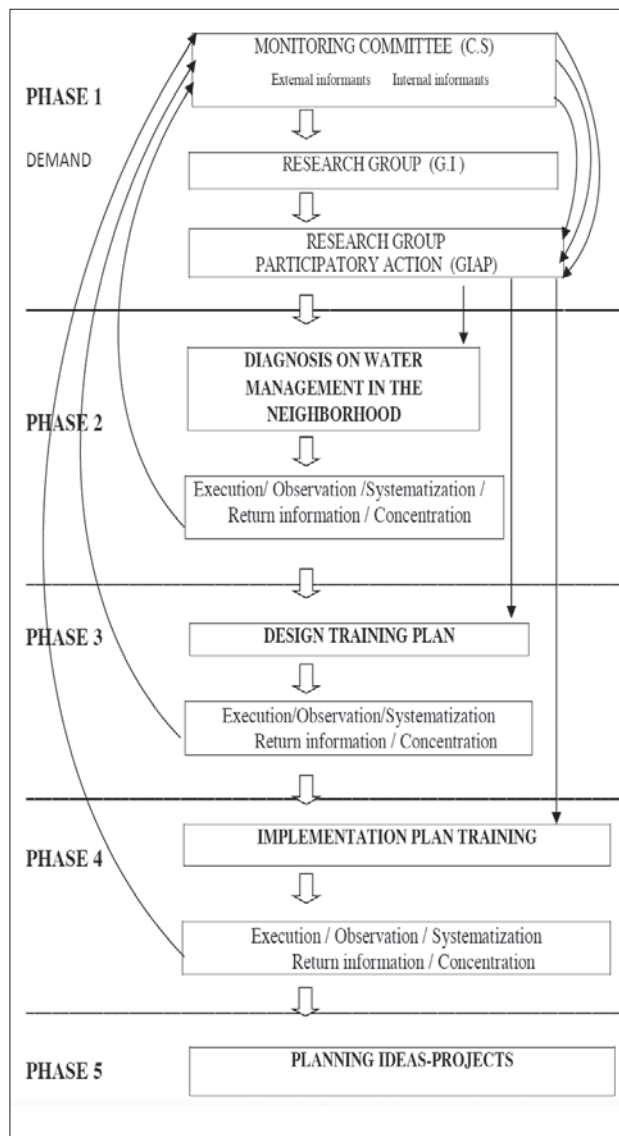 MONITORING COMMITTEE (C.S)
External informants Internal informants
PHASE 1
DEMAND
RESEARCH GROUP (G.I )
RESEARCH GROUP
PARTICIPATORY ACTION (GIAP)
DIAGNOSIS ON WATER
MANAGEMENT IN THE
NEIGHBORHOOD
PHASE 2
Execution/ Observation /Systematization /
Return information / Concentration
PHASE 3
DESIGN TRAINING PLAN
Execution/Observation/Systematization
Return information / Concentration
IMPLEMENTATION PLAN TRAINING
PHASE 4
Execution / Observation / Systematization
Return information / Concentration
PLANNING IDEAS-PROJECTS
PHASE 5